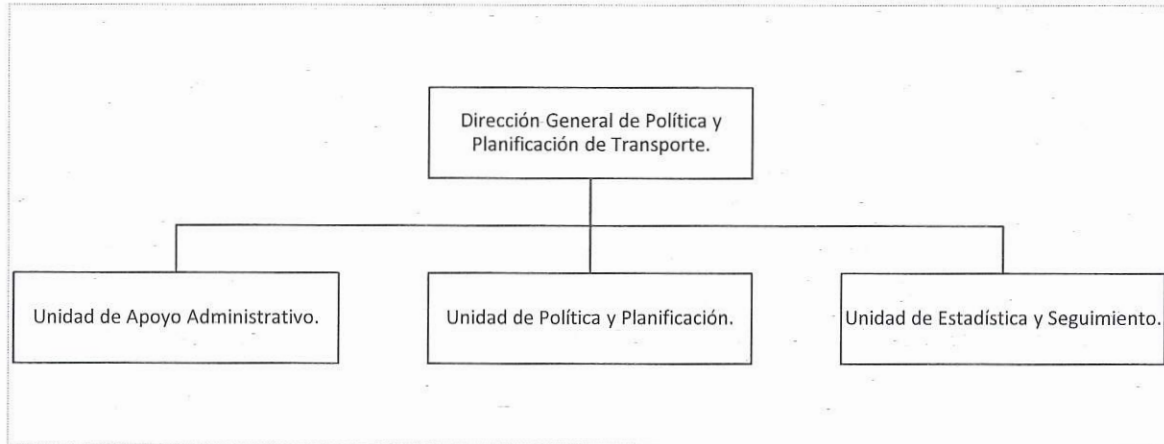 Dirección General de Política y
Planificación de Transporte.
Unidad de Apoyo Administrativo.
Unidad de Política y Planificación.
Unidad de Estadística y Seguimiento.